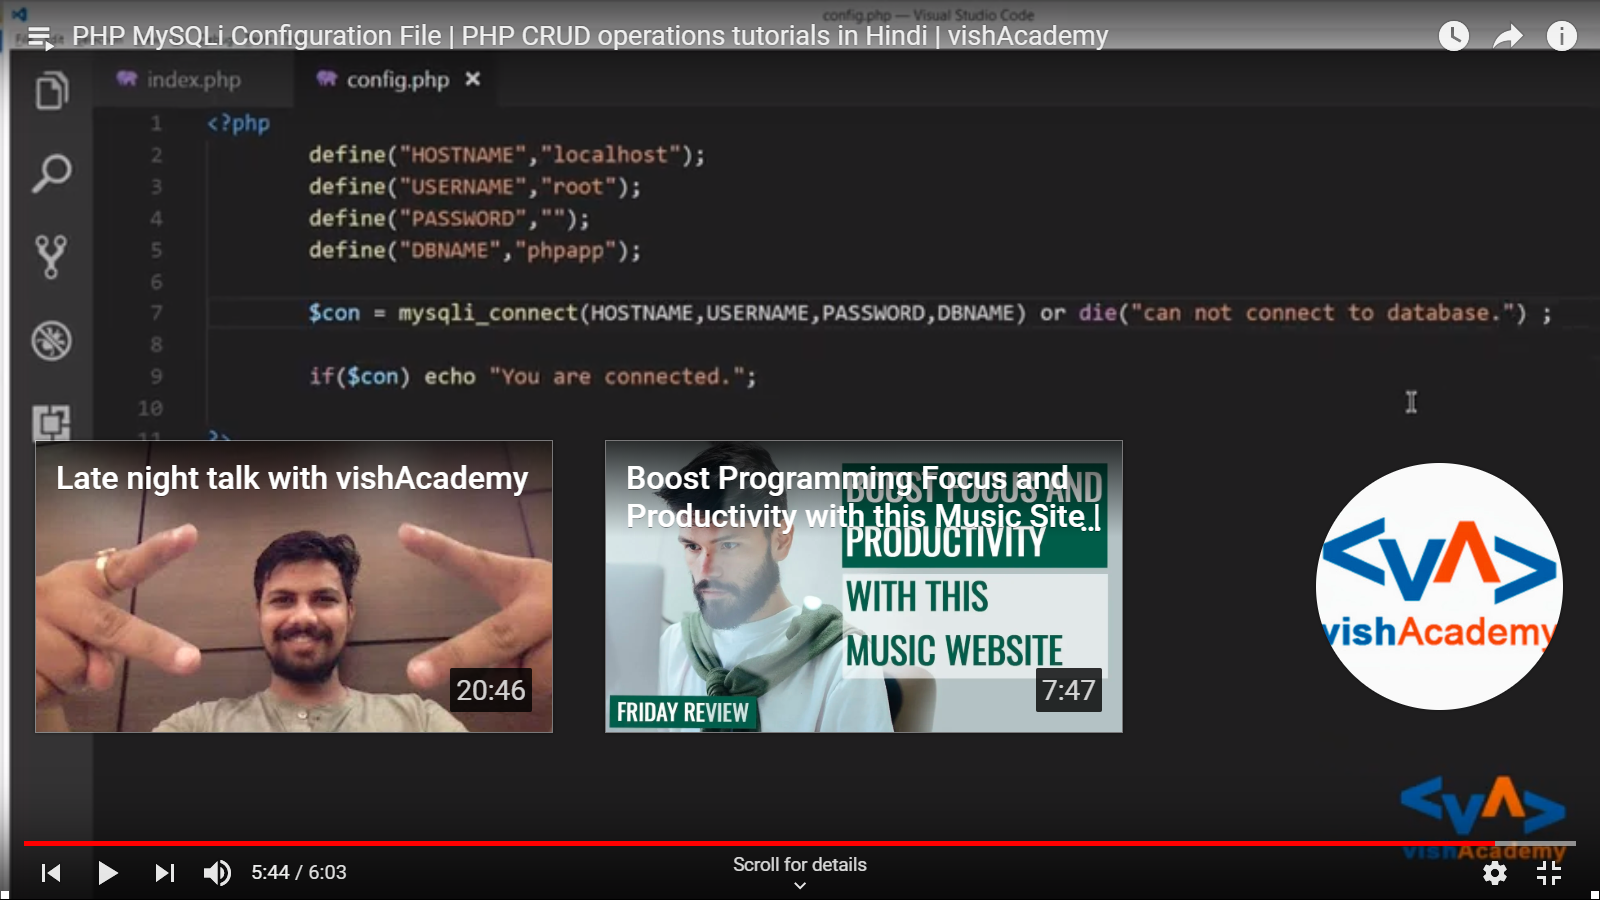 config.php — Visual Studio Code
PHP MySQLi Configuration File | PHP CRUD operations tutorials in Hindi | vishAcademy
index.php
config.php ×
1 <?php
2 define("HOSTNAME","localhost");
3 define("USERNAME","root");
4 define("PASSWORD","");
5 define("DBNAME","phpapp");
6
7 $con = mysqli_connect(HOSTNAME,USERNAME,PASSWORD,DBNAME) or die("can not connect to database.") ;
8
9 if($con) echo "You are connected.";
10
11 ?>
Late night talk with vishAcademy
20:46
Boost Programming Focus and
Productivity with this Music Site |...
BOOST FOCUS AND
PRODUCTIVITY
WITH THIS
MUSIC WEBSITE
FRIDAY REVIEW
7:47
<VA>
vishAcademy
<VA>
vishAcademy
5:44 / 6:03
Scroll for details